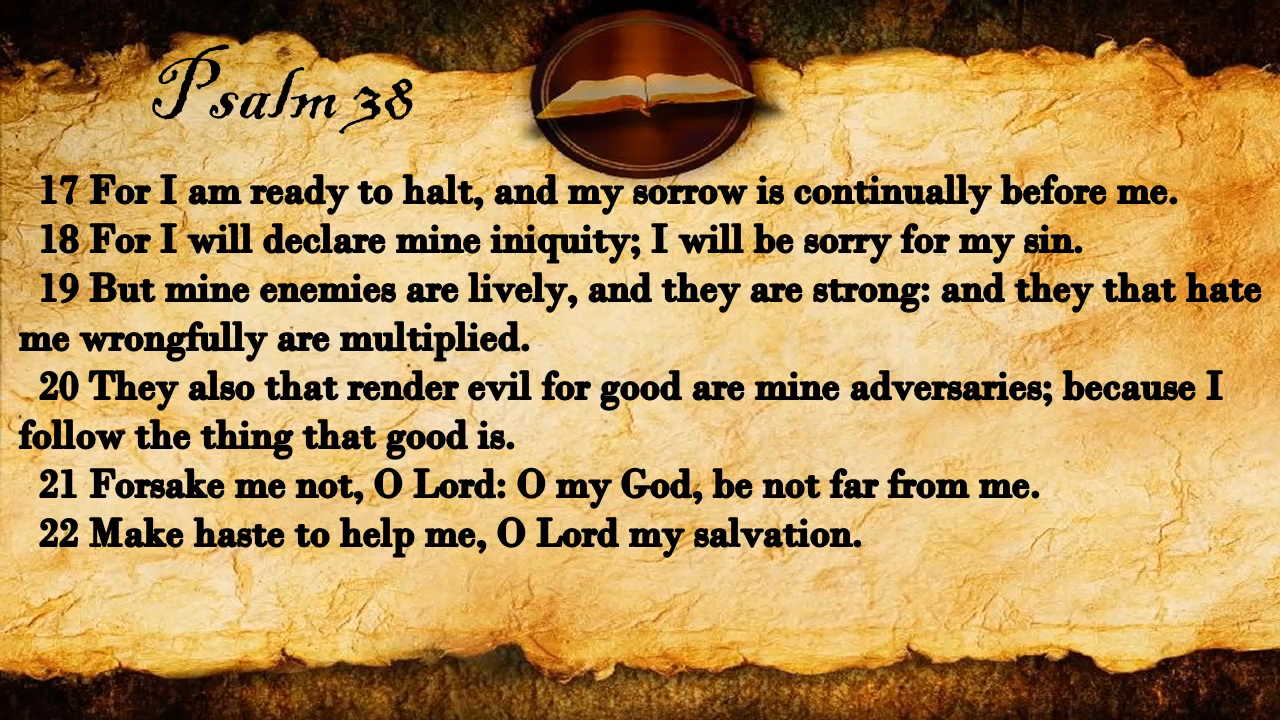 Psalm 38
17 For I am ready to halt, and my sorrow is continually before me.
18 For I will declare mine iniquity; I will be sorry for my sin.
19 But mine enemies are lively, and they are strong: and they that hate
me wrongfully are multiplied.
20 They also that render evil for good are mine adversaries; because I
follow the thing that good is.
21 Forsake me not, O Lord: O my God, be not far from me.
22 Make haste to help me, O Lord my salvation.